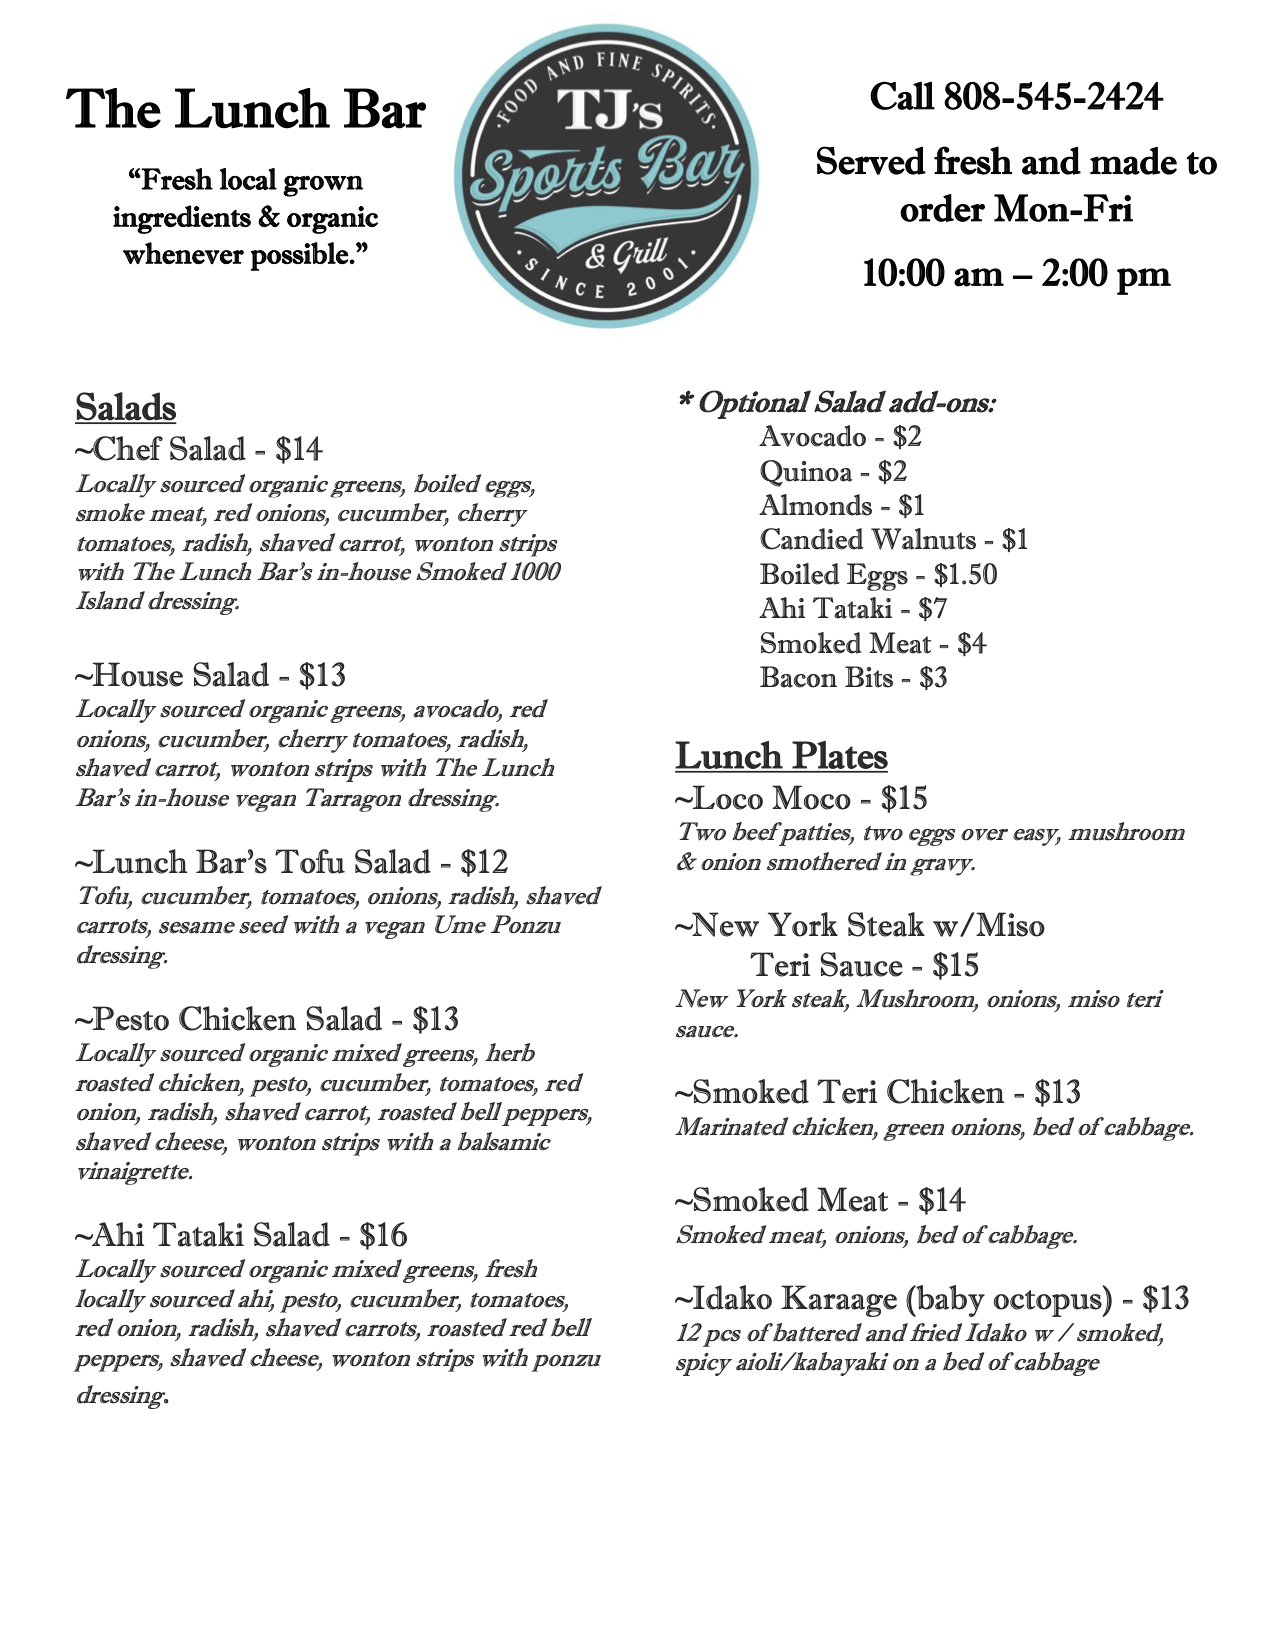 The Lunch Bar
“Fresh local grown
ingredients & organic
whenever possible.”
·FOOD AND FINE SPIRITS·
TJ’s
Sports Bar
& Grill
·SINCE 2001·
Call 808-545-2424
Served fresh and made to
order Mon-Fri
10:00 am – 2:00 pm
Salads
~Chef Salad - $14
Locally sourced organic greens, boiled eggs,
smoke meat, red onions, cucumber, cherry
tomatoes, radish, shaved carrot, wonton strips
with The Lunch Bar’s in-house Smoked 1000
Island dressing.
~House Salad - $13
Locally sourced organic greens, avocado, red
onions, cucumber, cherry tomatoes, radish,
shaved carrot, wonton strips with The Lunch
Bar’s in-house vegan Tarragon dressing.
~Lunch Bar’s Tofu Salad - $12
Tofu, cucumber, tomatoes, onions, radish, shaved
carrots, sesame seed with a vegan Ume Ponzu
dressing.
~Pesto Chicken Salad - $13
Locally sourced organic mixed greens, herb
roasted chicken, pesto, cucumber, tomatoes, red
onion, radish, shaved carrot, roasted bell peppers,
shaved cheese, wonton strips with a balsamic
vinaigrette.
~Ahi Tataki Salad - $16
Locally sourced organic mixed greens, fresh
locally sourced ahi, pesto, cucumber, tomatoes,
red onion, radish, shaved carrots, roasted red bell
peppers, shaved cheese, wonton strips with ponzu
dressing.
* Optional Salad add-ons:
Avocado - $2
Quinoa - $2
Almonds - $1
Candied Walnuts - $1
Boiled Eggs - $1.50
Ahi Tataki - $7
Smoked Meat - $4
Bacon Bits - $3
Lunch Plates
~Loco Moco - $15
Two beef patties, two eggs over easy, mushroom
& onion smothered in gravy.
~New York Steak w/Miso
Teri Sauce - $15
New York steak, Mushroom, onions, miso teri
sauce.
~Smoked Teri Chicken - $13
Marinated chicken, green onions, bed of cabbage.
~Smoked Meat - $14
Smoked meat, onions, bed of cabbage.
~Idako Karaage (baby octopus) - $13
12 pcs of battered and fried Idako w / smoked,
spicy aioli/kabayaki on a bed of cabbage